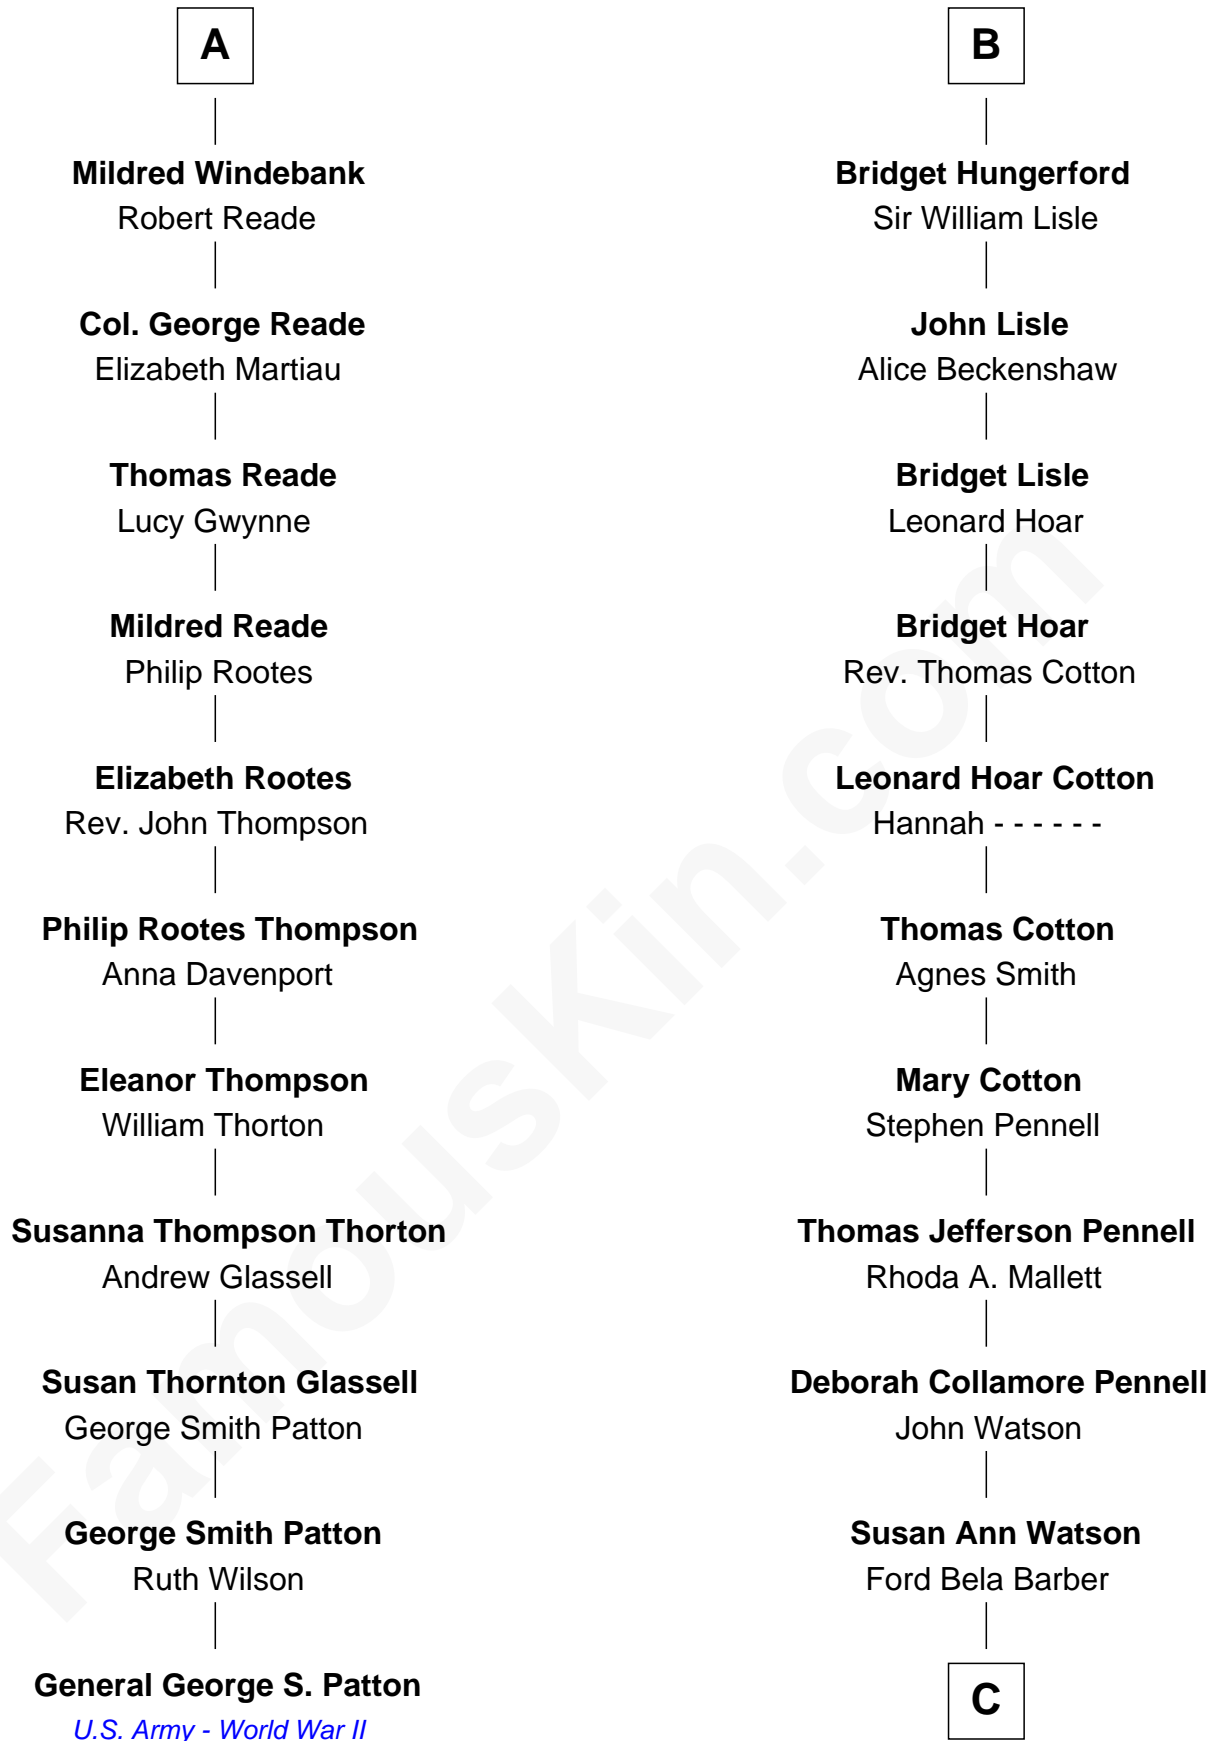 A
Mildred Windebank
Robert Reade
Col. George Reade
Elizabeth Martiau
Thomas Reade
Lucy Gwynne
Mildred Reade
Philip Rootes
Elizabeth Rootes
Rev. John Thompson
Philip Rootes Thompson
Anna Davenport
Eleanor Thompson
William Thorton
Susanna Thompson Thorton
Andrew Glassell
Susan Thornton Glassell
George Smith Patton
George Smith Patton
Ruth Wilson
General George S. Patton
U.S. Army - World War II
B
Bridget Hungerford
Sir William Lisle
John Lisle
Alice Beckenshaw
Bridget Lisle
Leonard Hoar
Bridget Hoar
Rev. Thomas Cotton
Leonard Hoar Cotton
Hannah - - - - - -
Thomas Cotton
Agnes Smith
Mary Cotton
Stephen Pennell
Thomas Jefferson Pennell
Rhoda A. Mallett
Deborah Collamore Pennell
John Watson
Susan Ann Watson
Ford Bela Barber
C
FamousKin.com